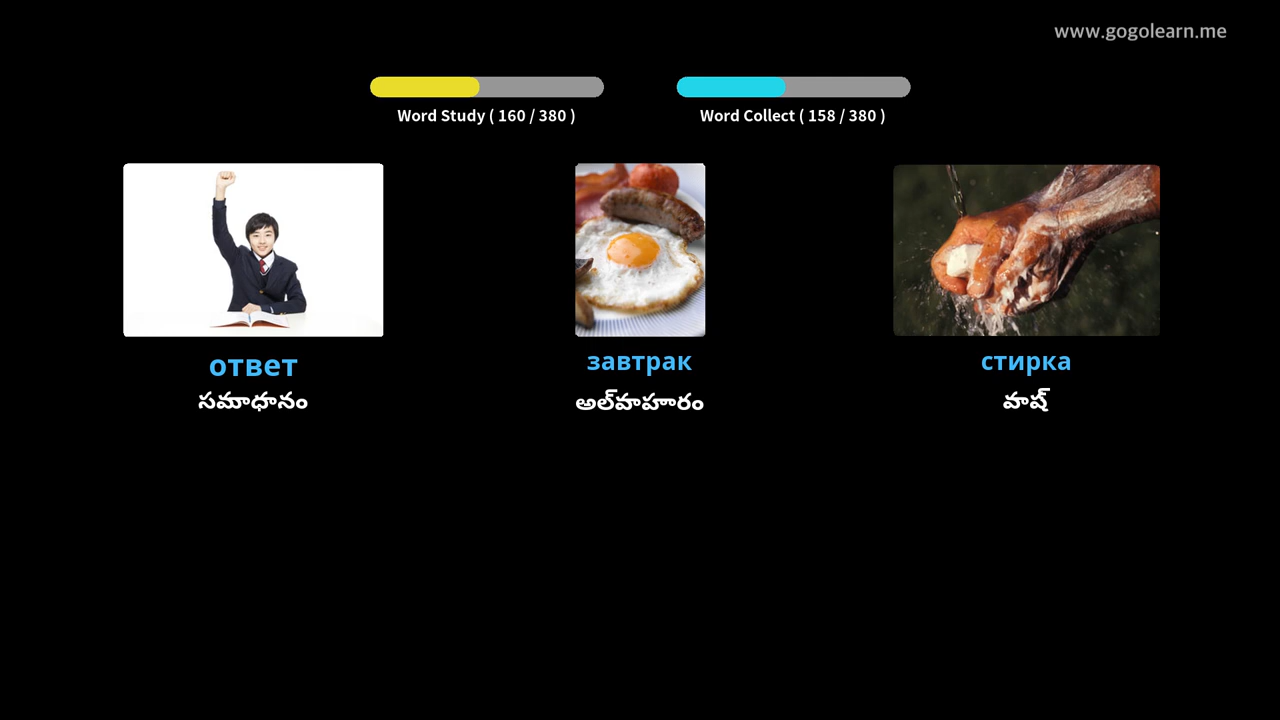 www.gogolearn.me
Word Study ( 160 / 380 )
Word Collect ( 158 / 380 )
ответ
завтрак
стирка
సమాధానం
అల్‌వాహారం
వాష్